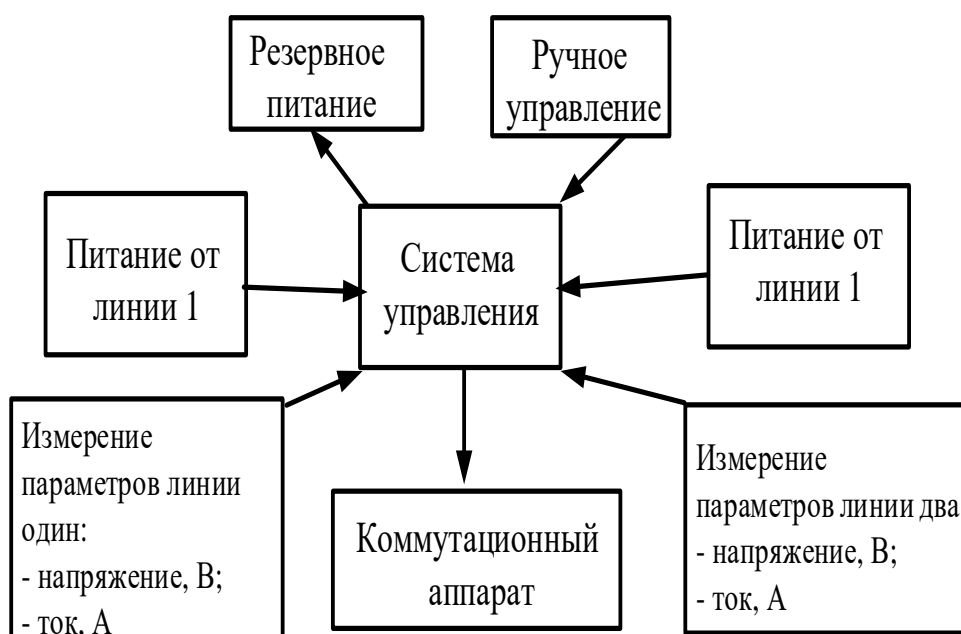 Резервное
питание
Ручное
управление
Питание от
линии 1
Система
управления
Питание от
линии 1
Измерение
параметров линии
один:
- напряжение, В;
- ток, А
Коммутационный
аппарат
Измерение
параметров линии два
- напряжение, В;
- ток, А